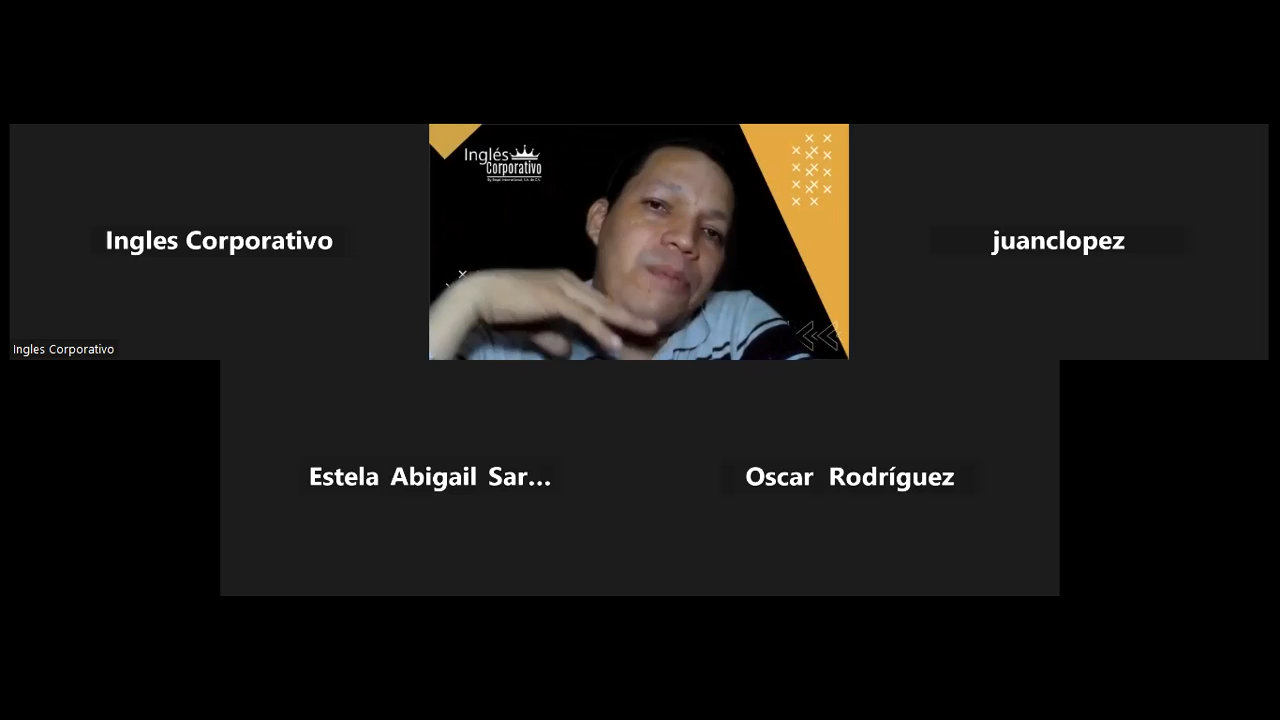 Ingles Corporativo
Inglés
Corporativo
juanclopez
Ingles Corporativo
Estela Abigail Sar...
Oscar Rodríguez